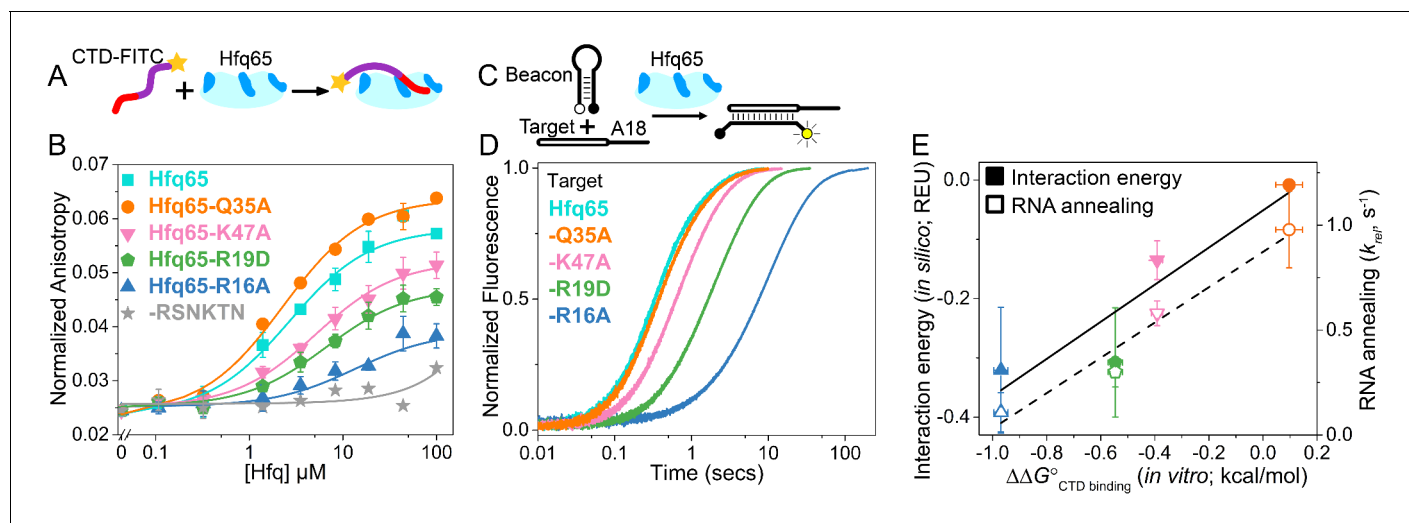 A
CTD-FITC
Hfq65
+
B
Normalized Anisotropy
0.07
0.06
0.05
0.04
0.03
0.02
Hfq65
Hfq65-Q35A
Hfq65-K47A
Hfq65-R19D
Hfq65-R16A
-RSNKTN
0 0.1 1 10 100
[Hfq] µM
C
Beacon
Hfq65
Target + A18
D
Normalized Fluorescence
1.0
0.5
0.0
Target
Hfq65
-Q35A
-K47A
-R19D
-R16A
0.01 0.1 1 10 100
Time (secs)
E
Interaction energy (in silico; REU)
0.0
-0.2
-0.4
Interaction energy
RNA annealing
RNA annealing (krel, s⁻¹)
1.0
0.5
0.0
-1.0 -0.8 -0.6 -0.4 -0.2 0.0 0.2
ΔΔG°CTD binding (in vitro; kcal/mol)